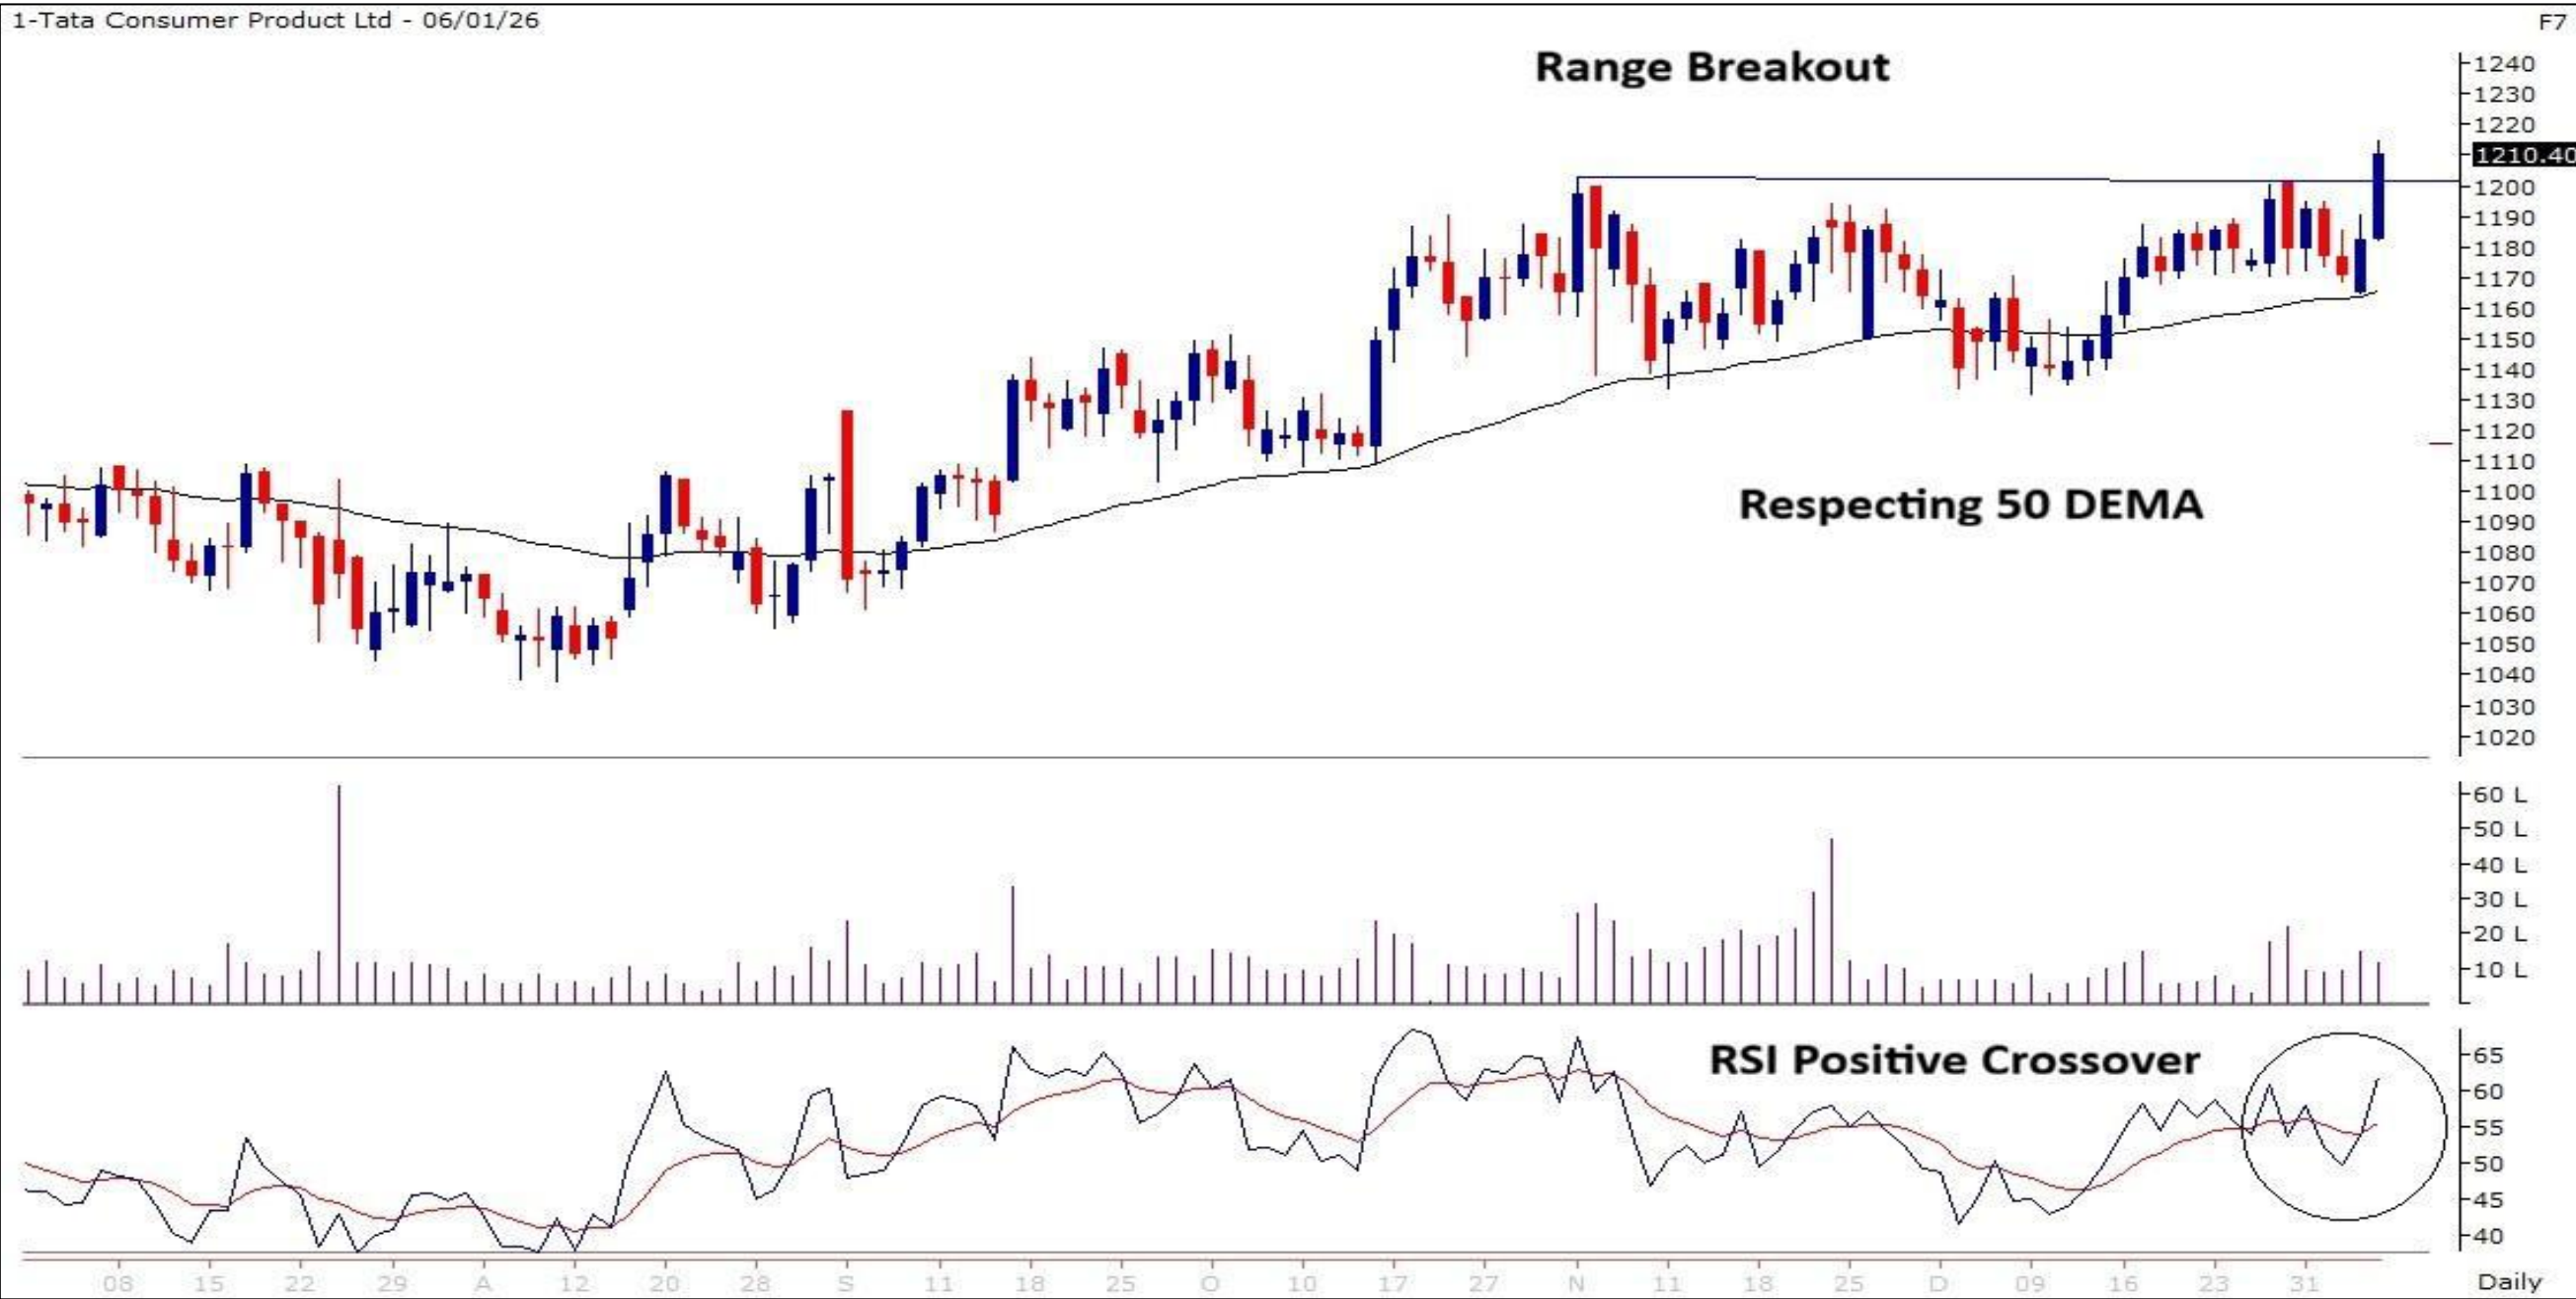 1-Tata Consumer Product Ltd - 06/01/26
F7
Range Breakout
1240
1230
1220
1210.40
1200
1190
1180
1170
1160
1150
1140
1130
1120
1110
1100
1090
1080
1070
1060
1050
1040
1030
1020
Respecting 50 DEMA
60 L
50 L
40 L
30 L
20 L
10 L
RSI Positive Crossover
65
60
55
50
45
40
08 15 22 29 A 12 20 28 S 11 18 25 O 10 17 27 N 11 18 25 D 09 16 23 31 Daily